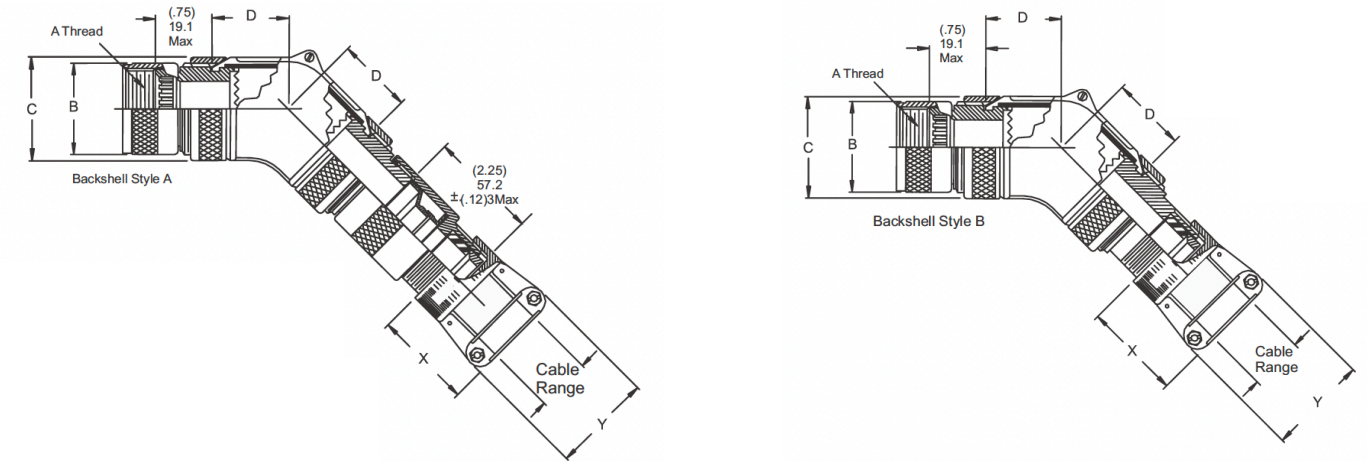 (.75)
19.1
Max
D
A Thread
D
C
B
Backshell Style A
(2.25)
57.2
±(.12)3Max
X
Cable
Range
Y
(.75)
19.1
Max
D
A Thread
D
C
B
Backshell Style B
X
Cable
Range
Y